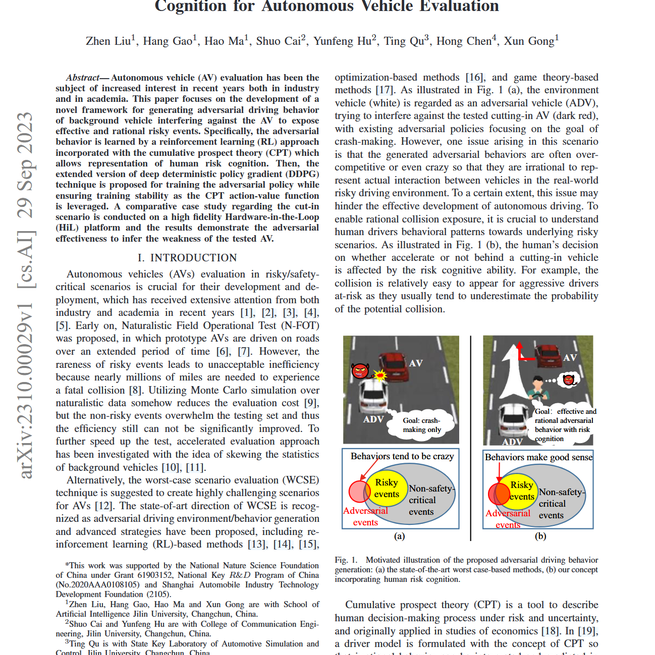 Cognition for Autonomous Vehicle Evaluation
Zhen Liu1, Hang Gao1, Hao Ma1, Shuo Cai2, Yunfeng Hu2, Ting Qu3, Hong Chen4, Xun Gong1
arXiv:2310.00029v1 [cs.AI] 29 Sep 2023
Abstract— Autonomous vehicle (AV) evaluation has been the
subject of increased interest in recent years both in industry
and in academia. This paper focuses on the development of a
novel framework for generating adversarial driving behavior
of background vehicle interfering against the AV to expose
effective and rational risky events. Specifically, the adversarial
behavior is learned by a reinforcement learning (RL) approach
incorporated with the cumulative prospect theory (CPT) which
allows representation of human risk cognition. Then, the
extended version of deep deterministic policy gradient (DDPG)
technique is proposed for training the adversarial policy while
ensuring training stability as the CPT action-value function
is leveraged. A comparative case study regarding the cut-in
scenario is conducted on a high fidelity Hardware-in-the-Loop
(HiL) platform and the results demonstrate the adversarial
effectiveness to infer the weakness of the tested AV.
I. INTRODUCTION
Autonomous vehicles (AVs) evaluation in risky/safety-
critical scenarios is crucial for their development and de-
ployment, which has received extensive attention from both
industry and academia in recent years [1], [2], [3], [4],
[5]. Early on, Naturalistic Field Operational Test (N-FOT)
was proposed, in which prototype AVs are driven on roads
over an extended period of time [6], [7]. However, the
rareness of risky events leads to unacceptable inefficiency
because nearly millions of miles are needed to experience
a fatal collision [8]. Utilizing Monte Carlo simulation over
naturalistic data somehow reduces the evaluation cost [9],
but the non-risky events overwhelm the testing set and thus
the efficiency still can not be significantly improved. To
further speed up the test, accelerated evaluation approach
has been investigated with the idea of skewing the statistics
of background vehicles [10], [11].
Alternatively, the worst-case scenario evaluation (WCSE)
technique is suggested to create highly challenging scenarios
for AVs [12]. The state-of-art direction of WCSE is recog-
nized as adversarial driving environment/behavior generation
and advanced strategies have been proposed, including re-
inforcement learning (RL)-based methods [13], [14], [15],
*This work was supported by the National Nature Science Foundation
of China under Grant 61903152, National Key R&D Program of China
(No.2020AAA0108105) and Shanghai Automobile Industry Technology
Development Foundation (2105).
1Zhen Liu, Hang Gao, Hao Ma and Xun Gong are with School of
Artificial Intelligence Jilin University, Changchun, China.
2Shuo Cai and Yunfeng Hu are with College of Communication Engi-
neering, Jilin University, Changchun, China.
3Ting Qu is with State Key Laboratory of Automotive Simulation and
Control, Jilin University, Changchun, China.
optimization-based methods [16], and game theory-based
methods [17]. As illustrated in Fig. 1 (a), the environment
vehicle (white) is regarded as an adversarial vehicle (ADV),
trying to interfere against the tested cutting-in AV (dark red),
with existing adversarial policies focusing on the goal of
crash-making. However, one issue arising in this scenario
is that the generated adversarial behaviors are often over-
competitive or even crazy so that they are irrational to rep-
resent actual interaction between vehicles in the real-world
risky driving environment. To a certain extent, this issue may
hinder the effective development of autonomous driving. To
enable rational collision exposure, it is crucial to understand
human drivers behavioral patterns towards underlying risky
scenarios. As illustrated in Fig. 1 (b), the human's decision
on whether accelerate or not behind a cutting-in vehicle
is affected by the risk cognitive ability. For example, the
collision is relatively easy to appear for aggressive drivers
at-risk as they usually tend to underestimate the probability
of the potential collision.
AV
ADV
Goal: crash-
making only
Behaviors tend to be crazy
Risky
events
Non-safety-
critical
events
Adversarial
events
(a)
AV
ADV
Goal: effective and
rational adversarial
behavior with risk
cognition
Behaviors make good sense
Risky
events
Non-safety-
critical
events
Adversarial
events
(b)
Fig. 1. Motivated illustration of the proposed adversarial driving behavior
generation: (a) the state-of-the-art worst case-based methods, (b) our concept
incorporating human risk cognition.
Cumulative prospect theory (CPT) is a tool to describe
human decision-making process under risk and uncertainty,
and originally applied in studies of economics [18]. In [19],
a driver model is formulated with the concept of CPT so